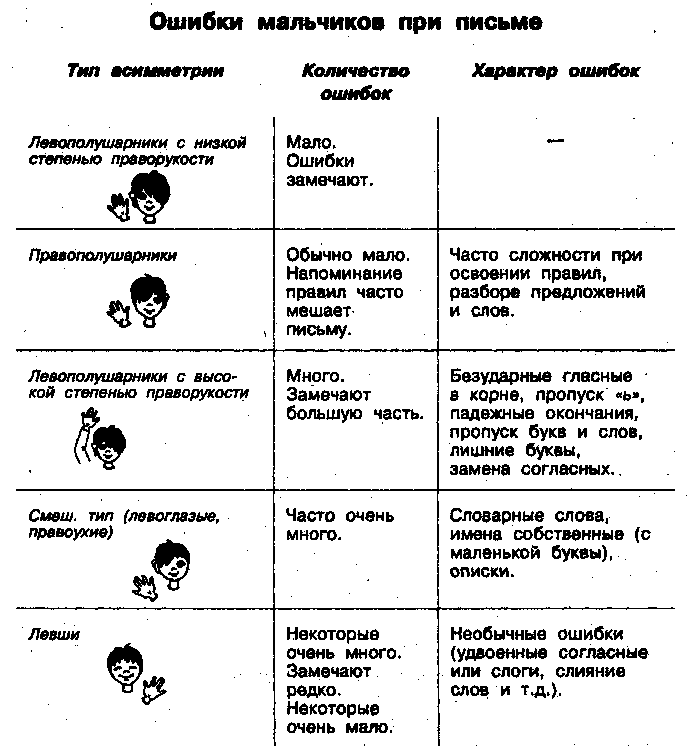 Ошибки мальчиков при письме
Тип асимметрии
Количество
ошибок
Характер ошибок
Левополушарники с низкой
степенью праворукости
Мало.
Ошибки
замечают.
—
Правополушарники
Обычно мало.
Напоминание
правил часто
мешает
письму.
Часто сложности при
освоении правил,
разборе предложений
и слов.
Левополушарники с высо-
кой степенью праворукости
Много.
Замечают
большую часть.
Безударные гласные
в корне, пропуск «ь»,
падежные окончания,
пропуск букв и слов,
лишние буквы,
замена согласных.
Смеш. тип (левоглазые,
правоухие)
Часто очень
много.
Словарные слова,
имена собственные (с
маленькой буквы),
описки.
Левши
Некоторые
очень много.
Замечают
редко.
Некоторые
очень мало.
Необычные ошибки
(удвоенные согласные
или слоги, слияние
слов и т.д.).